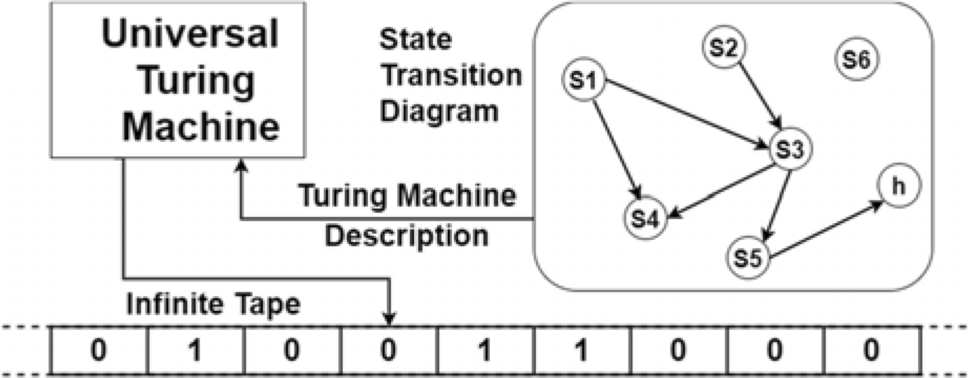 Universal
Turing
Machine
State
Transition
Diagram
S1
S2
S6
S3
S4
S5
h
Turing Machine
Description
Infinite Tape
0 1 0 0 1 1 0 0 0